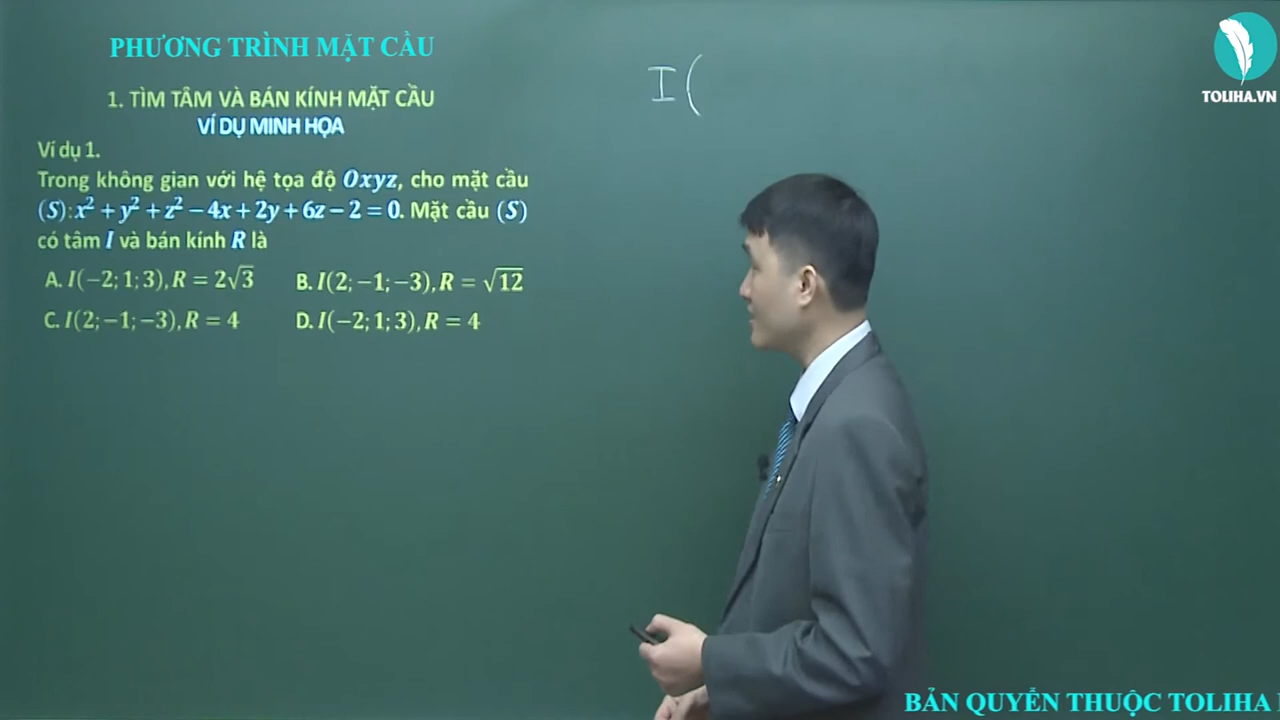 PHƯƠNG TRÌNH MẶT CẦU
1. TÌM TÂM VÀ BÁN KÍNH MẶT CẦU
VÍ DỤ MINH HỌA
Ví dụ 1.
Trong không gian với hệ tọa độ Oxyz, cho mặt cầu
(S): x² + y² + z² − 4x + 2y + 6z − 2 = 0. Mặt cầu (S)
có tâm I và bán kính R là
A. I(−2; 1; 3), R = 2√3 B. I(2; −1; −3), R = √12
C. I(2; −1; −3), R = 4 D. I(−2; 1; 3), R = 4
I(
TOLIHA.VN
BẢN QUYỀN THUỘC TOLIHA